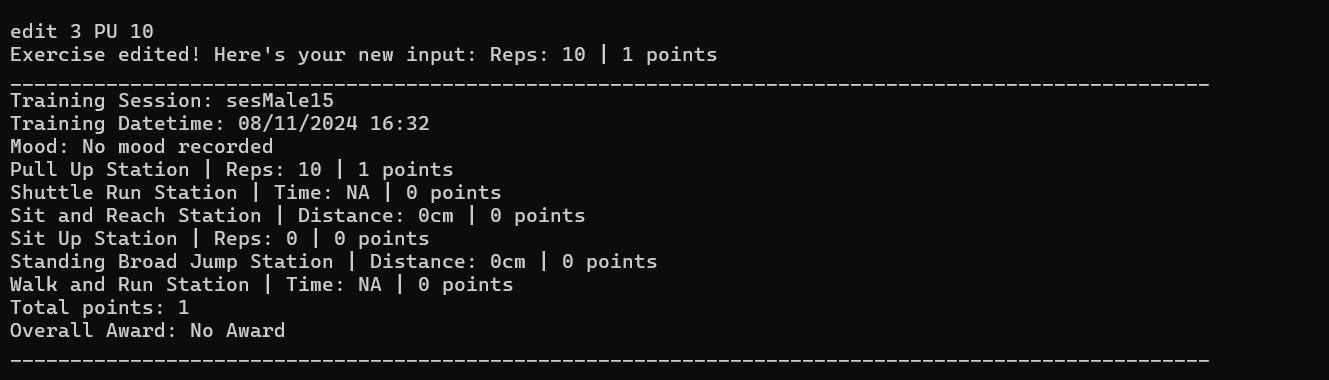 edit 3 PU 10
Exercise edited! Here's your new input: Reps: 10 | 1 points
____________________________________________________________________________________________________
Training Session: sesMale15
Training Datetime: 08/11/2024 16:32
Mood: No mood recorded
Pull Up Station | Reps: 10 | 1 points
Shuttle Run Station | Time: NA | 0 points
Sit and Reach Station | Distance: 0cm | 0 points
Sit Up Station | Reps: 0 | 0 points
Standing Broad Jump Station | Distance: 0cm | 0 points
Walk and Run Station | Time: NA | 0 points
Total points: 1
Overall Award: No Award
____________________________________________________________________________________________________